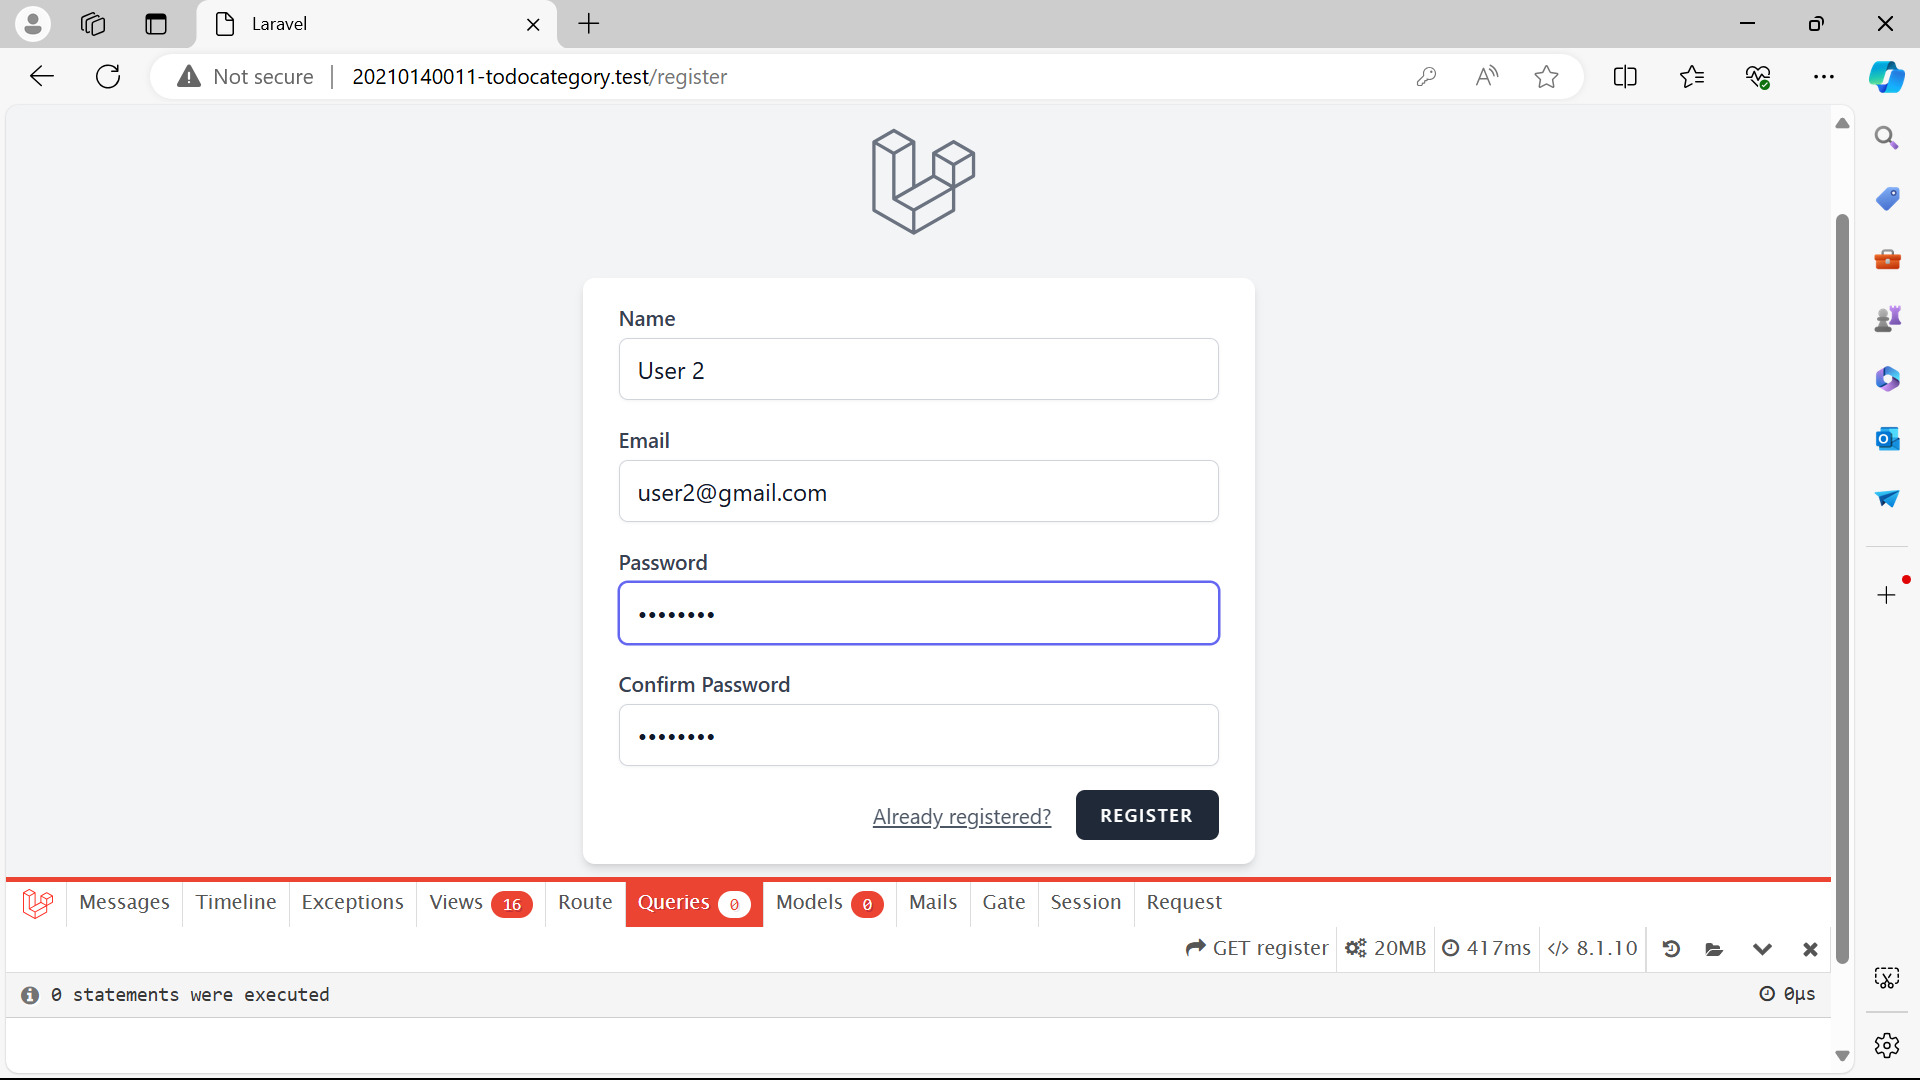 Laravel
Not secure
20210140011-todocategory.test/register
Name
User 2
Email
user2@gmail.com
Password
••••••••
Confirm Password
••••••••
Already registered?
REGISTER
Messages Timeline Exceptions Views 16 Route Queries 0 Models 0 Mails Gate Session Request
GET register 20MB 417ms </> 8.1.10
0 statements were executed 0μs